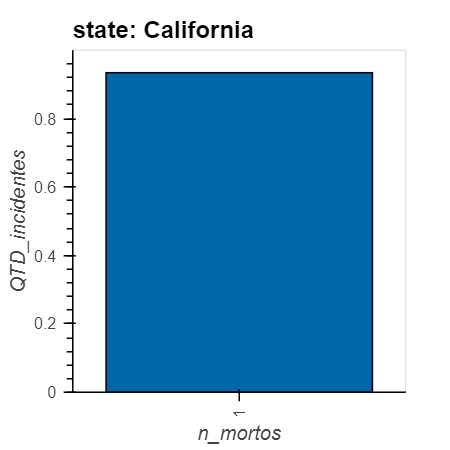 state: California
QTD_incidentes
0.8
0.6
0.4
0.2
0
1
n_mortos